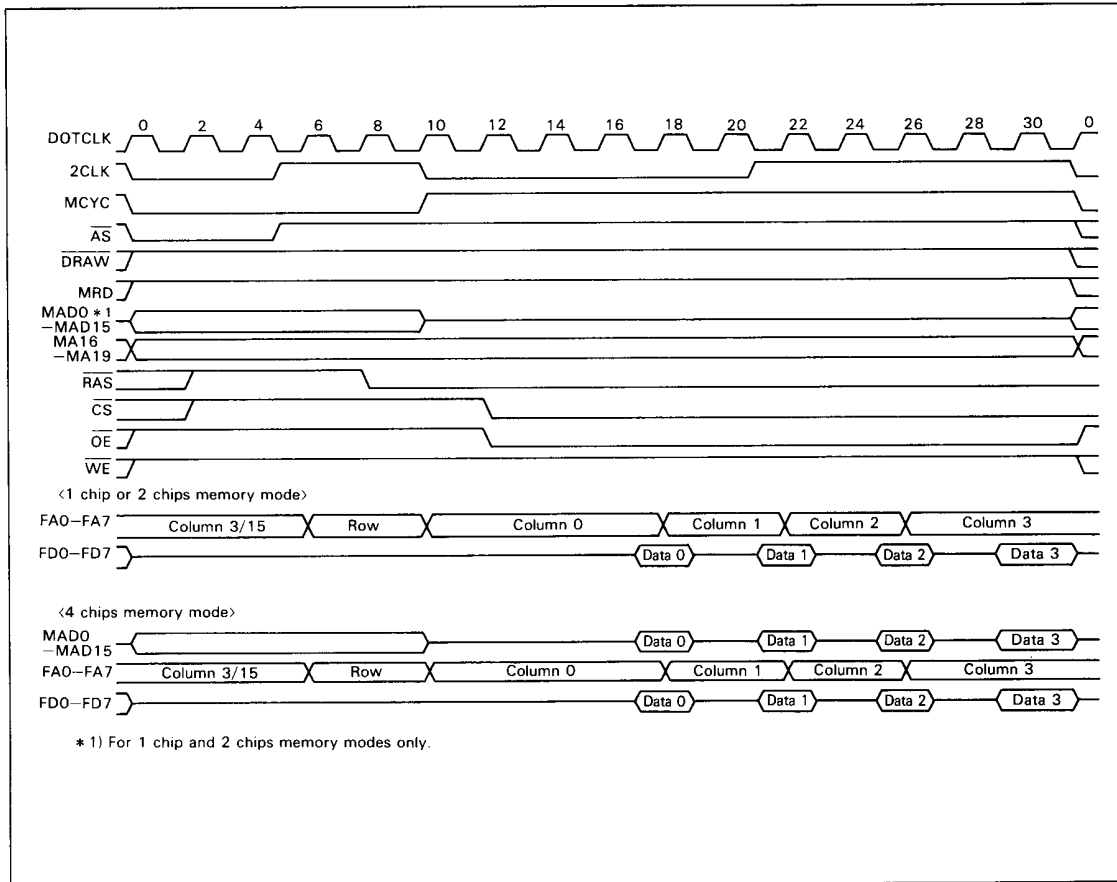 0 2 4 6 8 10 12 14 16 18 20 22 24 26 28 30 0
DOTCLK
2CLK
MCYC
AS
DRAW
MRD
MAD0 * 1
—MAD15
MA16
—MA19
RAS
CS
OE
WE
〈1 chip or 2 chips memory mode〉
FA0—FA7 Column 3/15 Row Column 0 Column 1 Column 2 Column 3
FD0—FD7 Data 0 Data 1 Data 2 Data 3
〈4 chips memory mode〉
MAD0
—MAD15 Data 0 Data 1 Data 2 Data 3
FA0—FA7 Column 3/15 Row Column 0 Column 1 Column 2 Column 3
FD0—FD7 Data 0 Data 1 Data 2 Data 3
* 1) For 1 chip and 2 chips memory modes only.